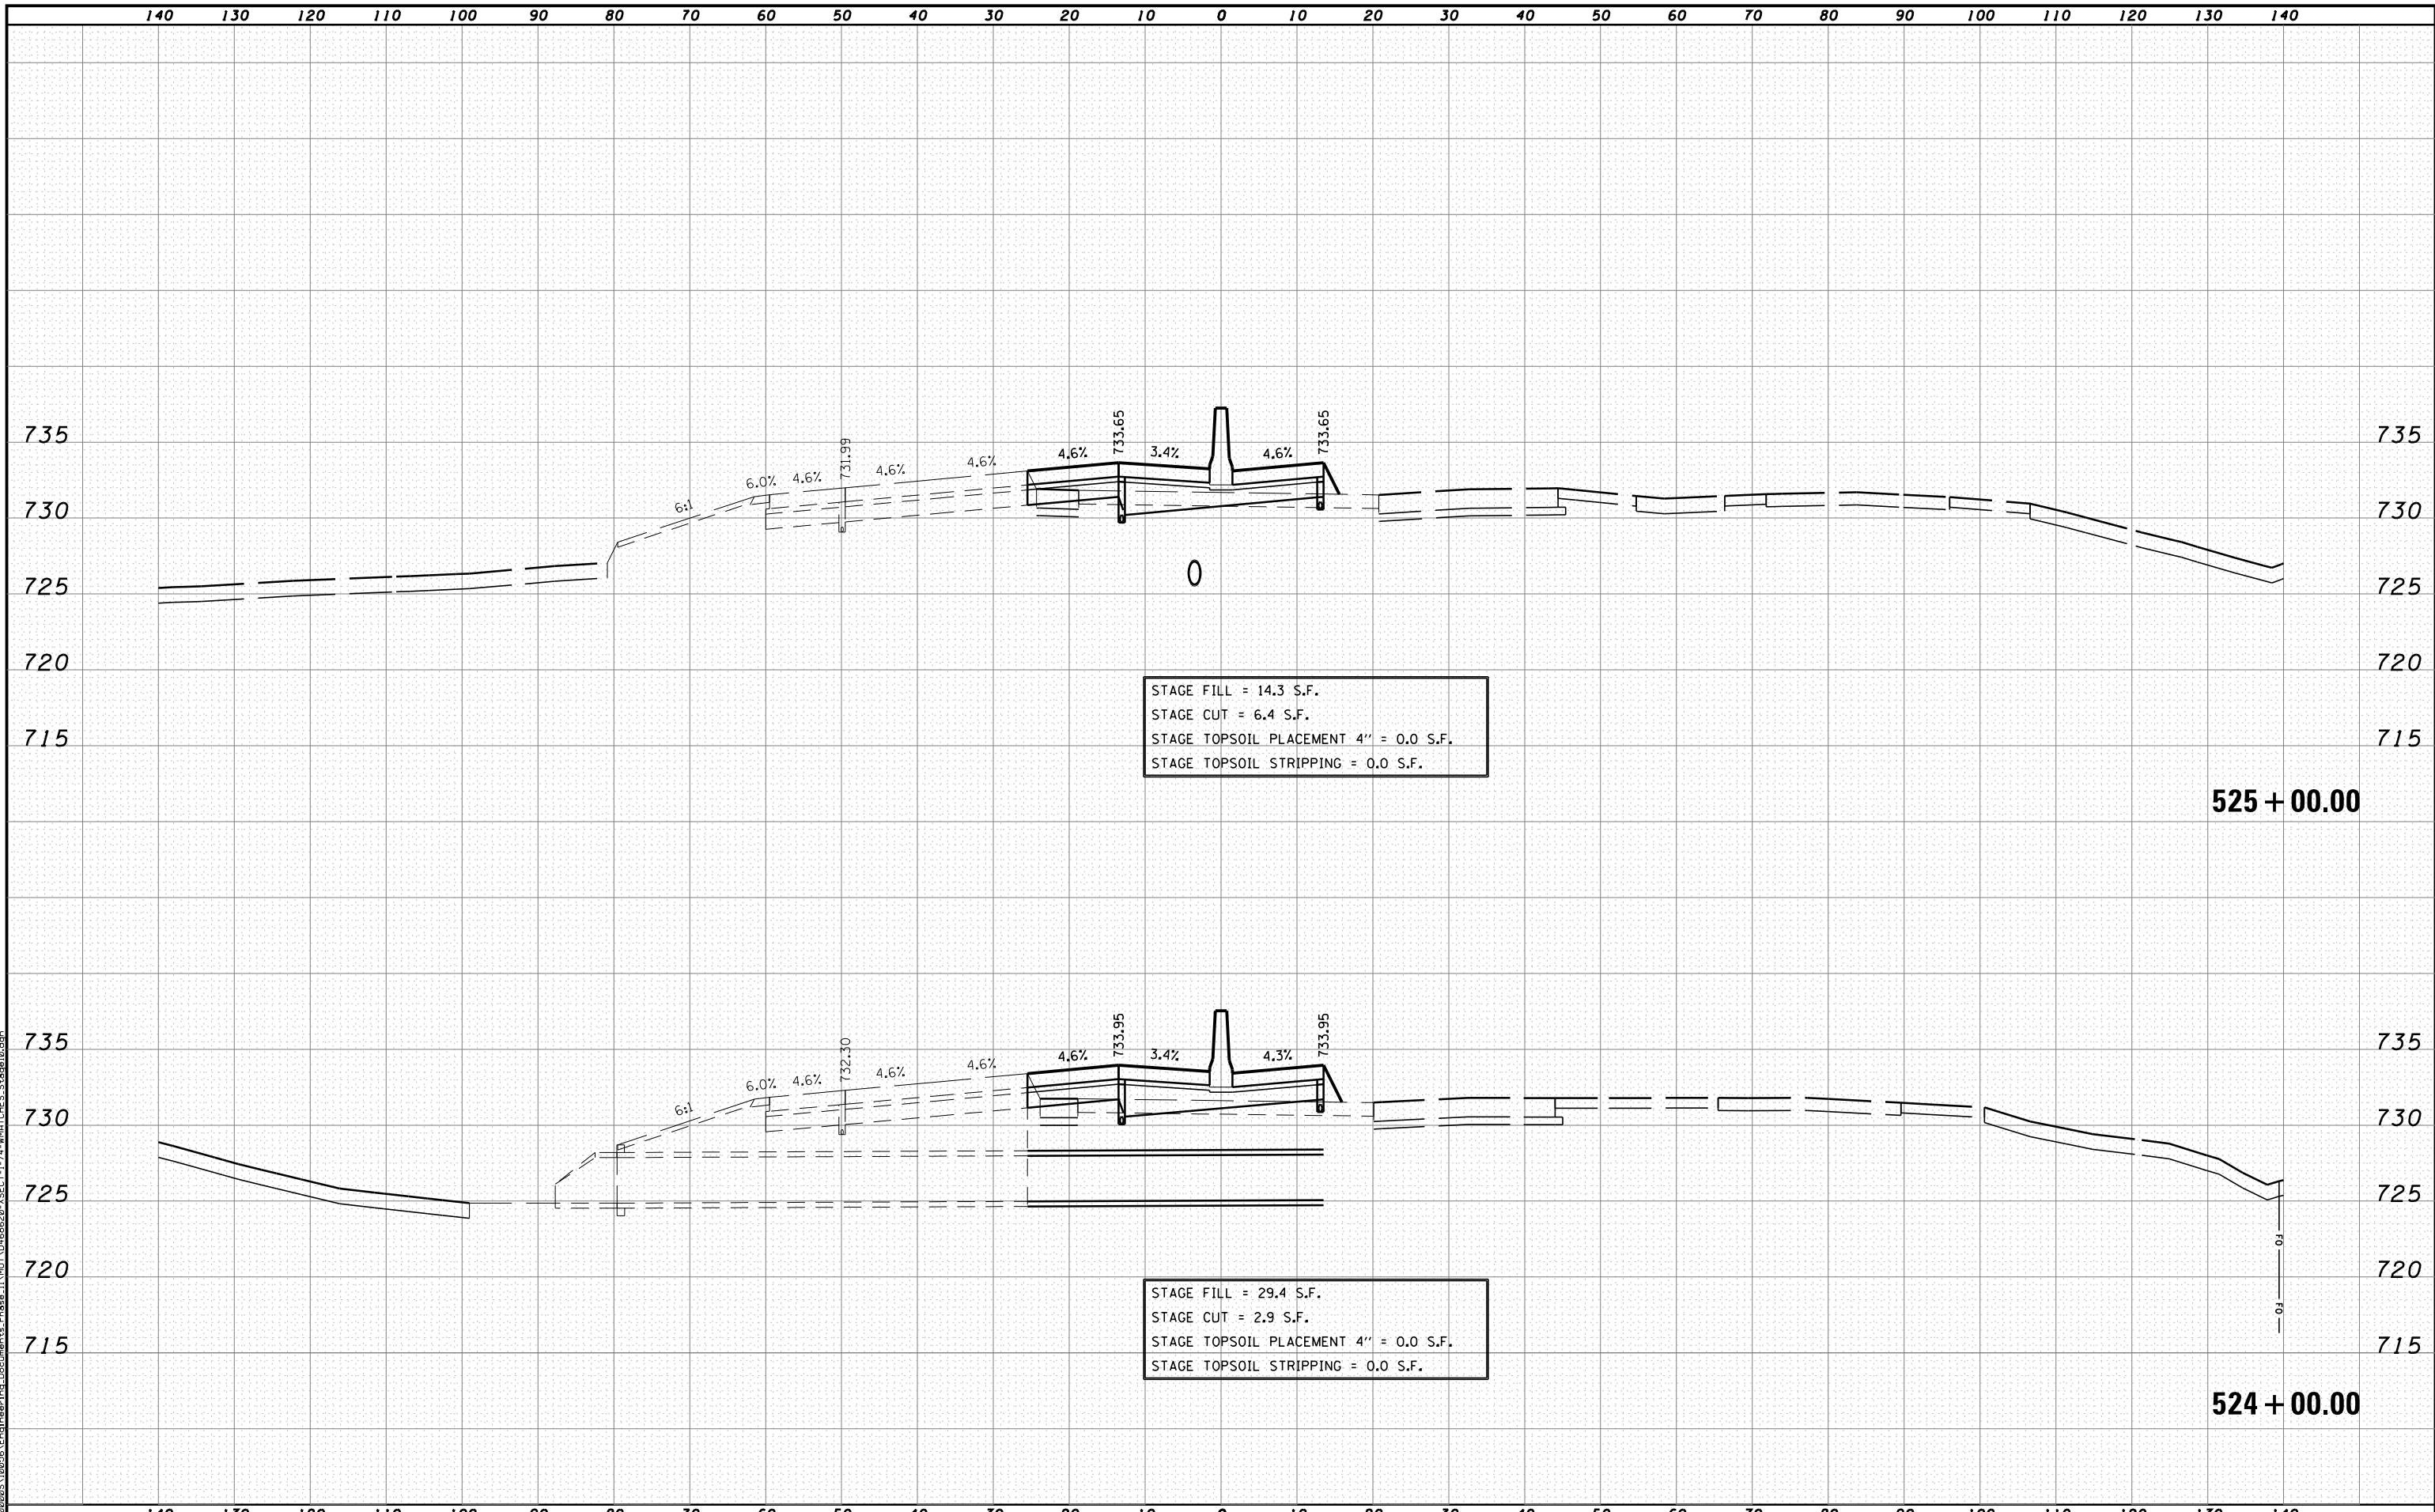 140 130 120 110 100 90 80 70 60 50 40 30 20 10 0 10 20 30 40 50 60 70 80 90 100 110 120 130 140
735 735
6:1 6.0% 4.6% 731.99 4.6% 4.6% 4.6% 733.65 3.4% 4.6% 733.65
730 730
725 725
720 720
STAGE FILL = 14.3 S.F.
STAGE CUT = 6.4 S.F.
STAGE TOPSOIL PLACEMENT 4" = 0.0 S.F.
STAGE TOPSOIL STRIPPING = 0.0 S.F.
715 715
525+00.00
735 735
6:1 6.0% 4.6% 732.30 4.6% 4.6% 4.6% 733.95 3.4% 4.3% 733.95
730 730
725 725
FO
720 720
FO
STAGE FILL = 29.4 S.F.
STAGE CUT = 2.9 S.F.
STAGE TOPSOIL PLACEMENT 4" = 0.0 S.F.
STAGE TOPSOIL STRIPPING = 0.0 S.F.
715 715
524+00.00